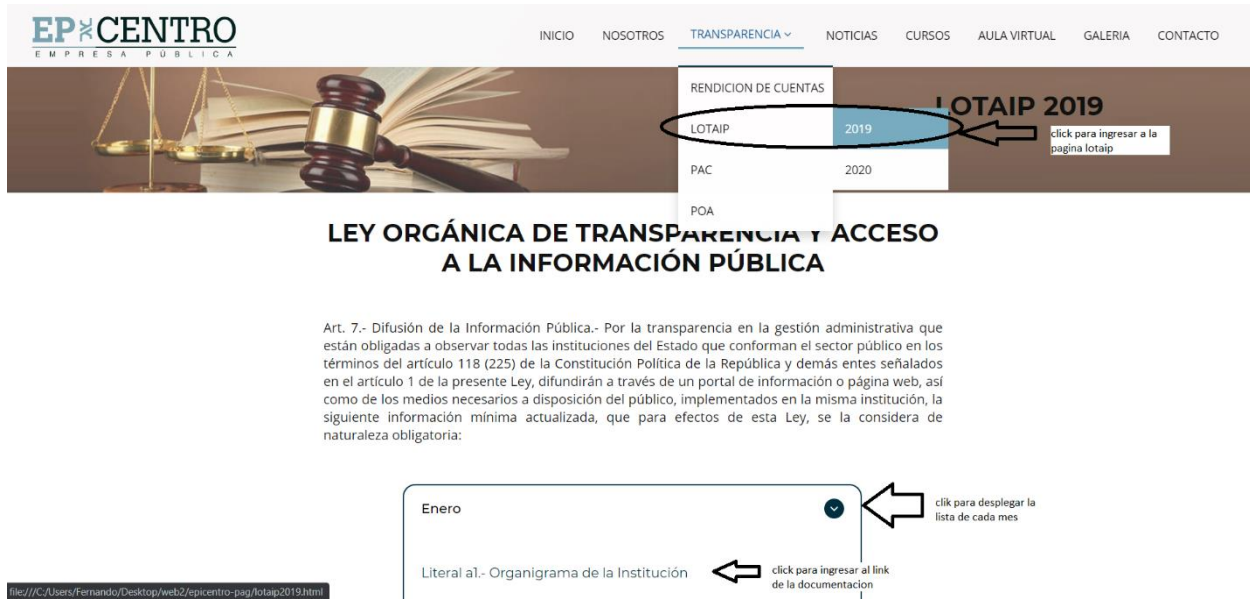 EP CENTRO
EMPRESA PÚBLICA
INICIO NOSOTROS TRANSPARENCIA NOTICIAS CURSOS AULA VIRTUAL GALERIA CONTACTO
RENDICION DE CUENTAS
LOTAIP 2019
LOTAIP 2019
click para ingresar a la
pagina lotaip
PAC 2020
POA
LEY ORGÁNICA DE TRANSPARENCIA Y ACCESO
A LA INFORMACIÓN PÚBLICA
Art. 7.- Difusión de la Información Pública.- Por la transparencia en la gestión administrativa que
están obligadas a observar todas las instituciones del Estado que conforman el sector público en los
términos del artículo 118 (225) de la Constitución Política de la República y demás entes señalados
en el artículo 1 de la presente Ley, difundirán a través de un portal de información o página web, así
como de los medios necesarios a disposición del público, implementados en la misma institución, la
siguiente información mínima actualizada, que para efectos de esta Ley, se la considera de
naturaleza obligatoria:
Enero
clik para desplegar la
lista de cada mes
Literal a1.- Organigrama de la Institución
click para ingresar al link
de la documentacion
file:///C:/Users/Fernando/Desktop/web2/epicentro-pag/lotaip2019.html